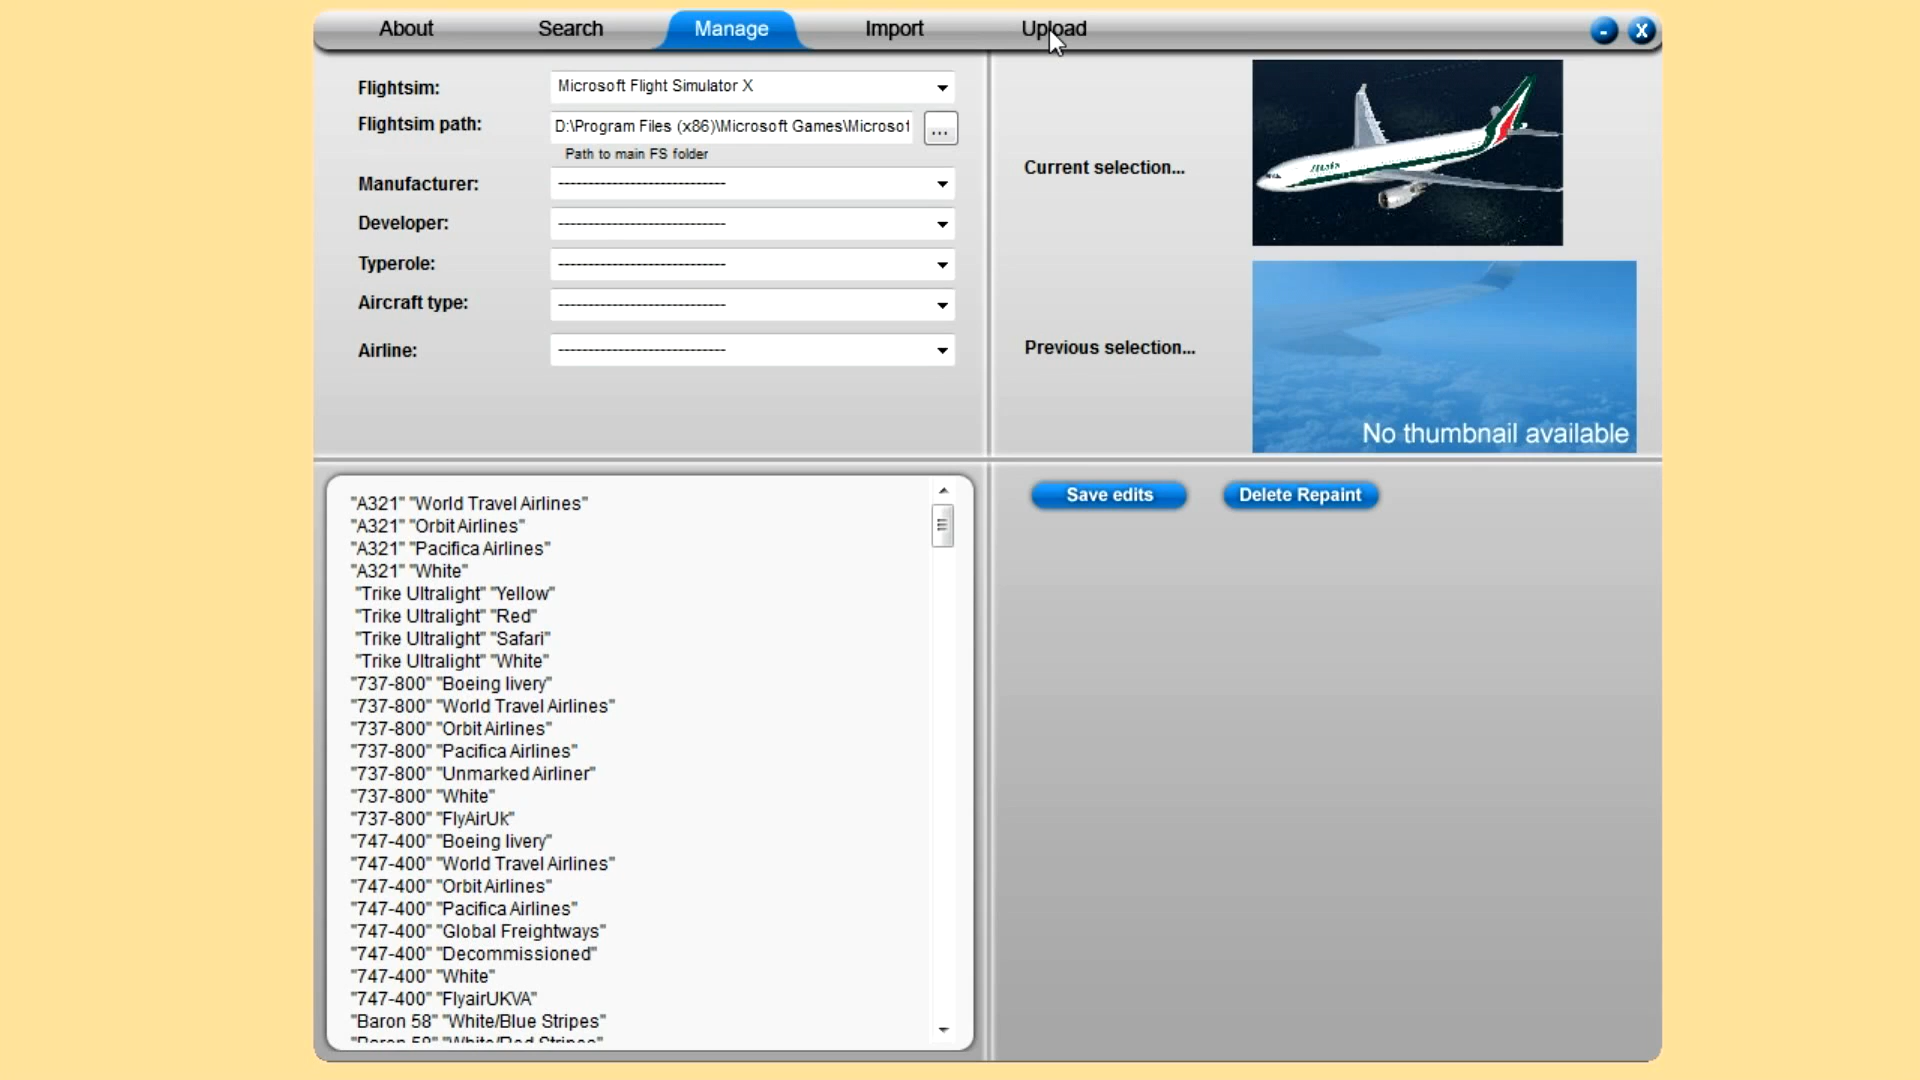 About Search Manage Import Upload
- X
Flightsim: Microsoft Flight Simulator X
Flightsim path: D:\Program Files (x86)\Microsoft Games\Microsof ...
Path to main FS folder
Manufacturer: ----------------------------
Developer: ----------------------------
Typerole: ----------------------------
Aircraft type: ----------------------------
Airline: ----------------------------
Current selection...
Previous selection...
No thumbnail available
Save edits Delete Repaint
"A321" "World Travel Airlines"
"A321" "Orbit Airlines"
"A321" "Pacifica Airlines"
"A321" "White"
"Trike Ultralight" "Yellow"
"Trike Ultralight" "Red"
"Trike Ultralight" "Safari"
"Trike Ultralight" "White"
"737-800" "Boeing livery"
"737-800" "World Travel Airlines"
"737-800" "Orbit Airlines"
"737-800" "Pacifica Airlines"
"737-800" "Unmarked Airliner"
"737-800" "White"
"737-800" "FlyAirUk"
"747-400" "Boeing livery"
"747-400" "World Travel Airlines"
"747-400" "Orbit Airlines"
"747-400" "Pacifica Airlines"
"747-400" "Global Freightways"
"747-400" "Decommissioned"
"747-400" "White"
"747-400" "FlyairUKVA"
"Baron 58" "White/Blue Stripes"
"Baron 58" "White/Red Stripes"